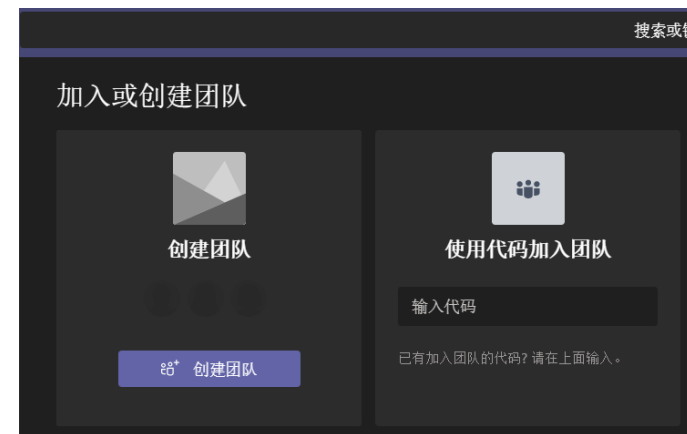 搜索或
加入或创建团队
创建团队
使用代码加入团队
输入代码
创建团队
已有加入团队的代码? 请在上面输入。